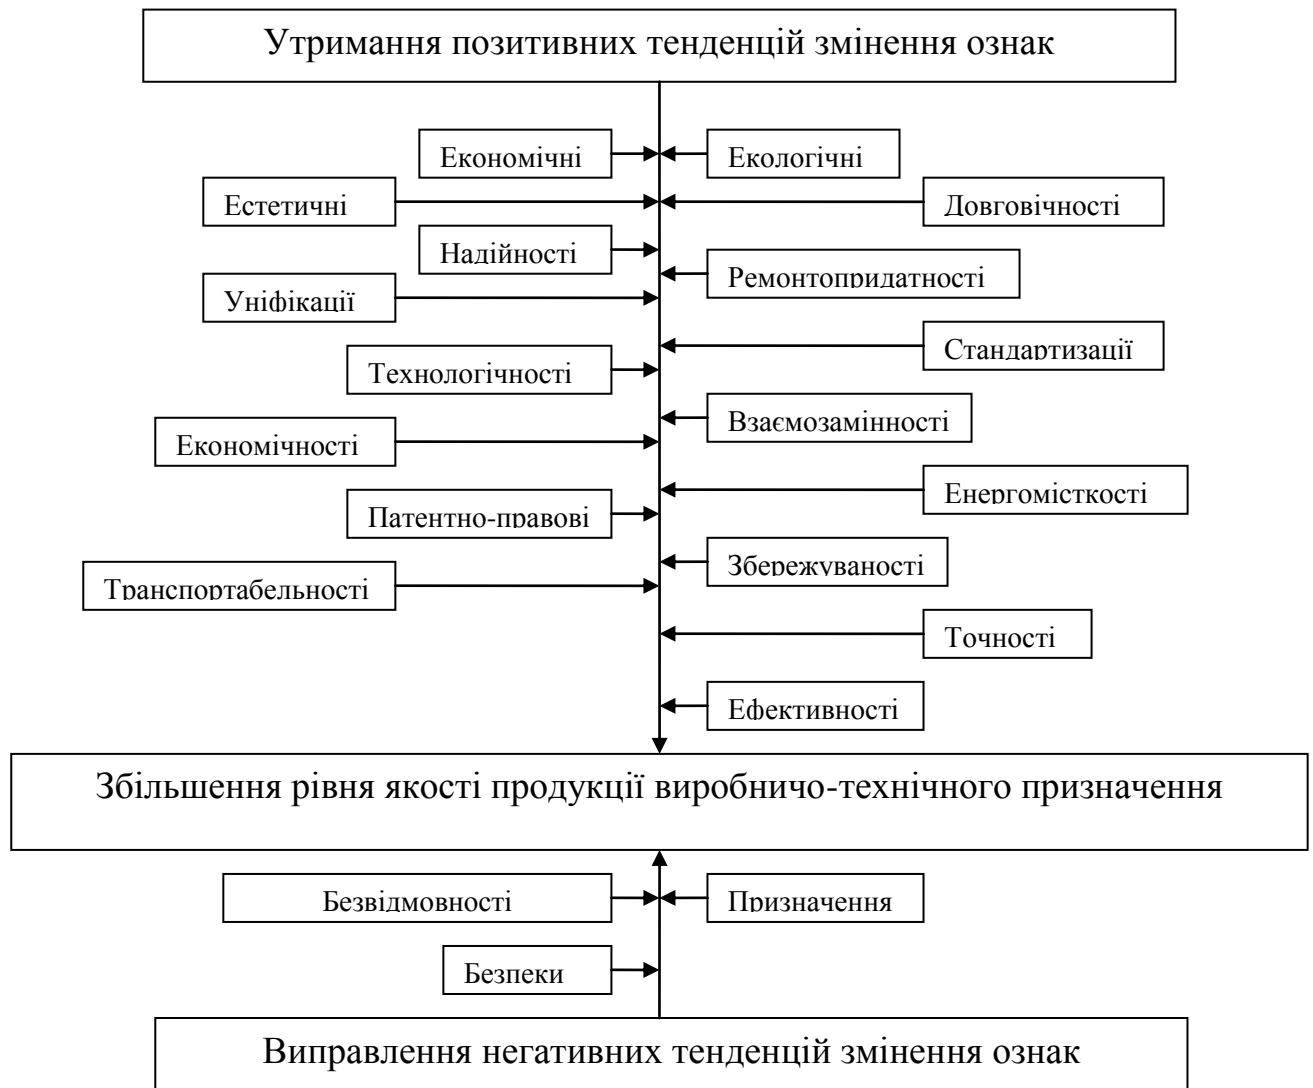 Утримання позитивних тенденцій змінення ознак
Економічні
Екологічні
Естетичні
Довговічності
Надійності
Ремонтопридатності
Уніфікації
Стандартизації
Технологічності
Взаємозамінності
Економічності
Енергомісткості
Патентно-правові
Збережуваності
Транспортабельності
Точності
Ефективності
Збільшення рівня якості продукції виробничо-технічного призначення
Безвідмовності
Призначення
Безпеки
Виправлення негативних тенденцій змінення ознак